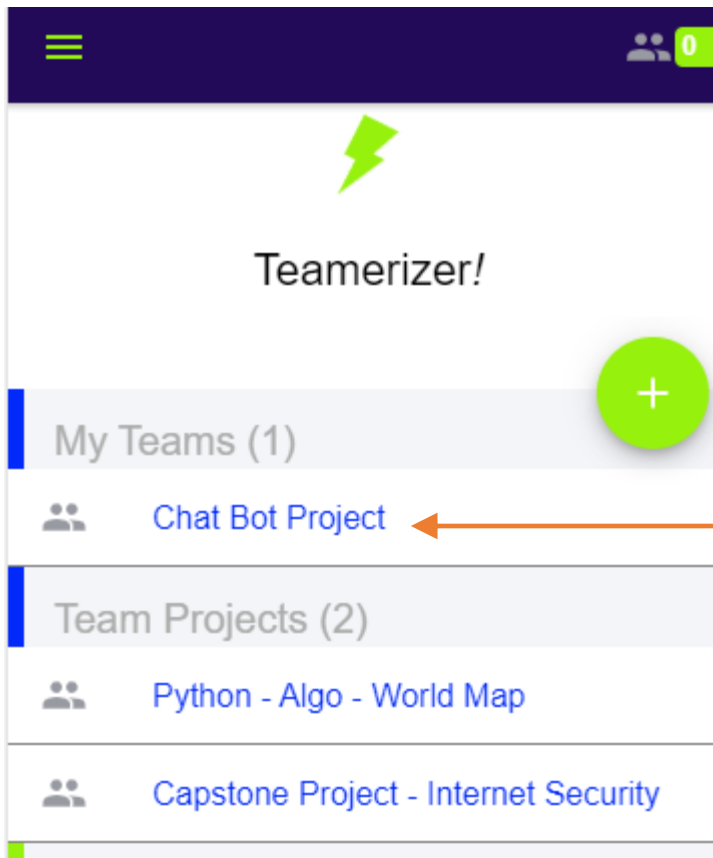 0
Teamerizer!
My Teams (1)
Chat Bot Project
Team Projects (2)
Python - Algo - World Map
Capstone Project - Internet Security